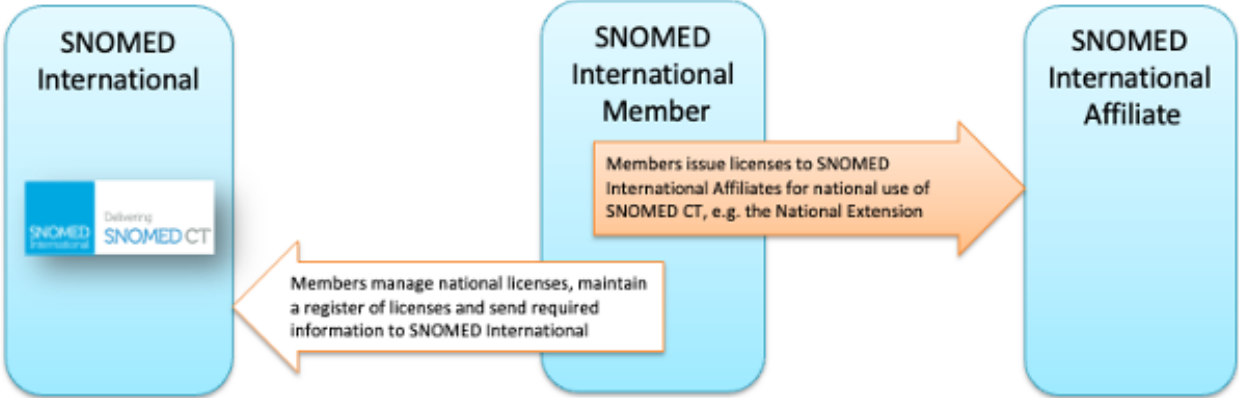 SNOMED
International
SNOMED
International
Delivering
SNOMED CT
SNOMED
International
Member
Members issue licenses to SNOMED
International Affiliates for national use of
SNOMED CT, e.g. the National Extension
Members manage national licenses, maintain
a register of licenses and send required
information to SNOMED International
SNOMED
International
Affiliate